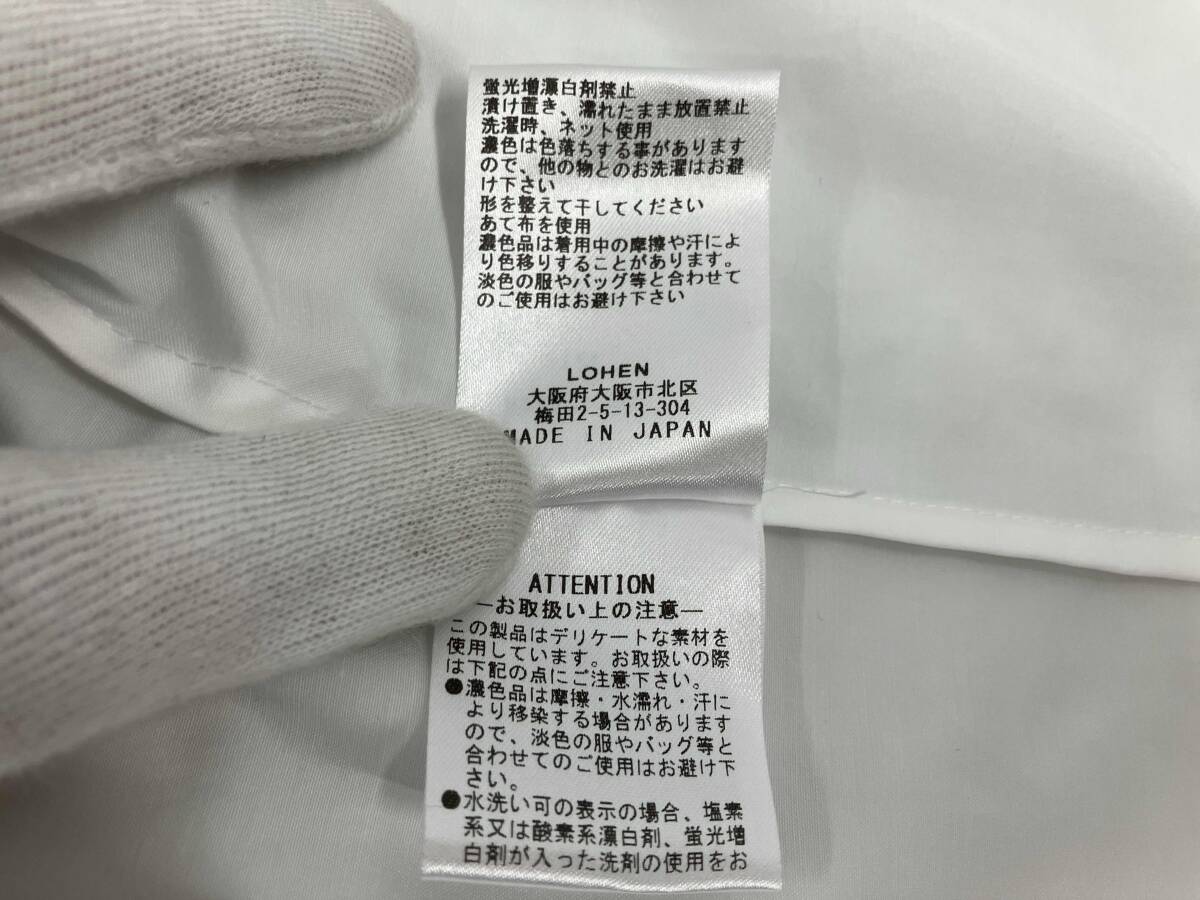 蛍光増漂白剤禁止
漬け置き、濡れたまま放置禁止
洗濯時、ネット使用
濃色は色落ちする事があります
ので、他の物とのお洗濯はお避
け下さい
形を整えて干してください
あて布を使用
濃色品は着用中の摩擦や汗によ
り色移りすることがあります。
淡色の服やバッグ等と合わせて
のご使用はお避け下さい
LOHEN
大阪府大阪市北区
梅田2-5-13-304
MADE IN JAPAN
ATTENTION
―お取扱い上の注意―
この製品はデリケートな素材を
使用しています。お取扱いの際
は下記の点にご注意下さい。
●濃色品は摩擦・水濡れ・汗に
より移染する場合があります
ので、淡色の服やバッグ等と
合わせてのご使用はお避け下
さい。
●水洗い可の表示の場合、塩素
系又は酸素系漂白剤、蛍光増
白剤が入った洗剤の使用をお